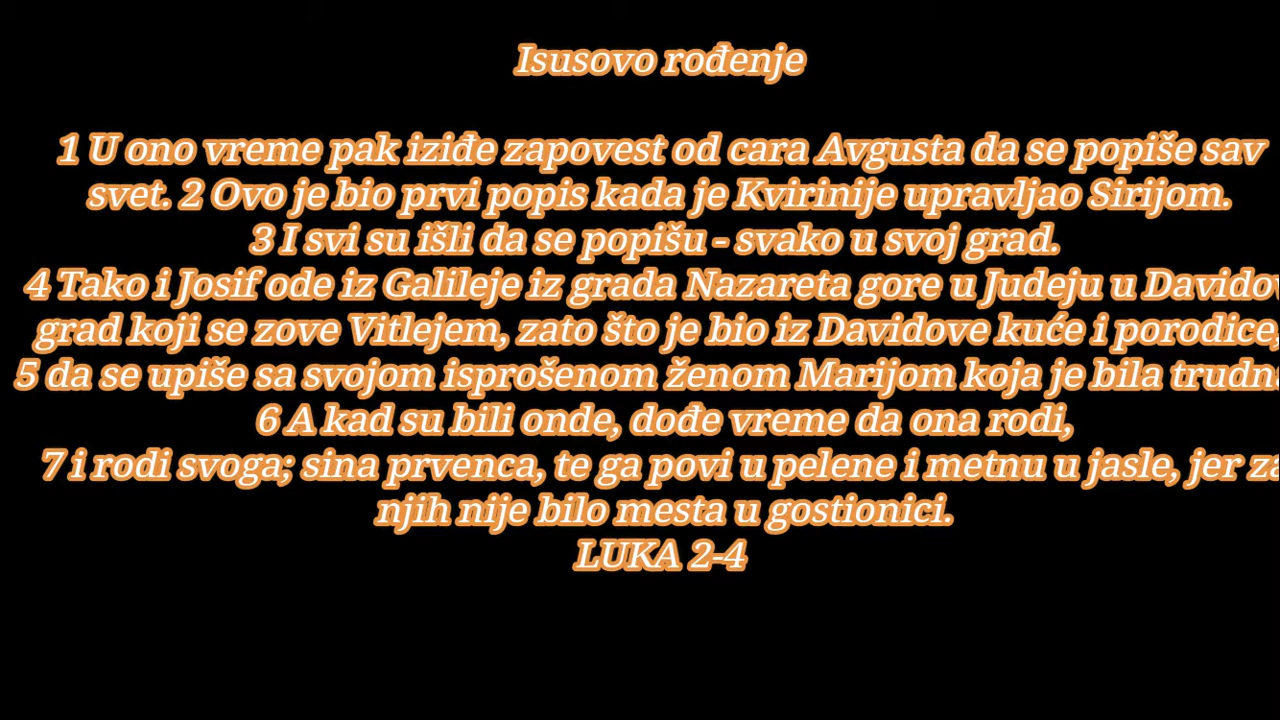 Isusovo rođenje
1 U ono vreme pak iziđe zapovest od cara Avgusta da se popiše sav
svet. 2 Ovo je bio prvi popis kada je Kvirinije upravljao Sirijom.
3 I svi su išli da se popišu - svako u svoj grad.
4 Tako i Josif ode iz Galileje iz grada Nazareta gore u Judeju u Davidov
grad koji se zove Vitlejem, zato što je bio iz Davidove kuće i porodice,
5 da se upiše sa svojom isprošenom ženom Marijom koja je bila trudna
6 A kad su bili onde, dođe vreme da ona rodi,
7 i rodi svoga; sina prvenca, te ga povi u pelene i metnu u jasle, jer za
njih nije bilo mesta u gostionici.
LUKA 2-4